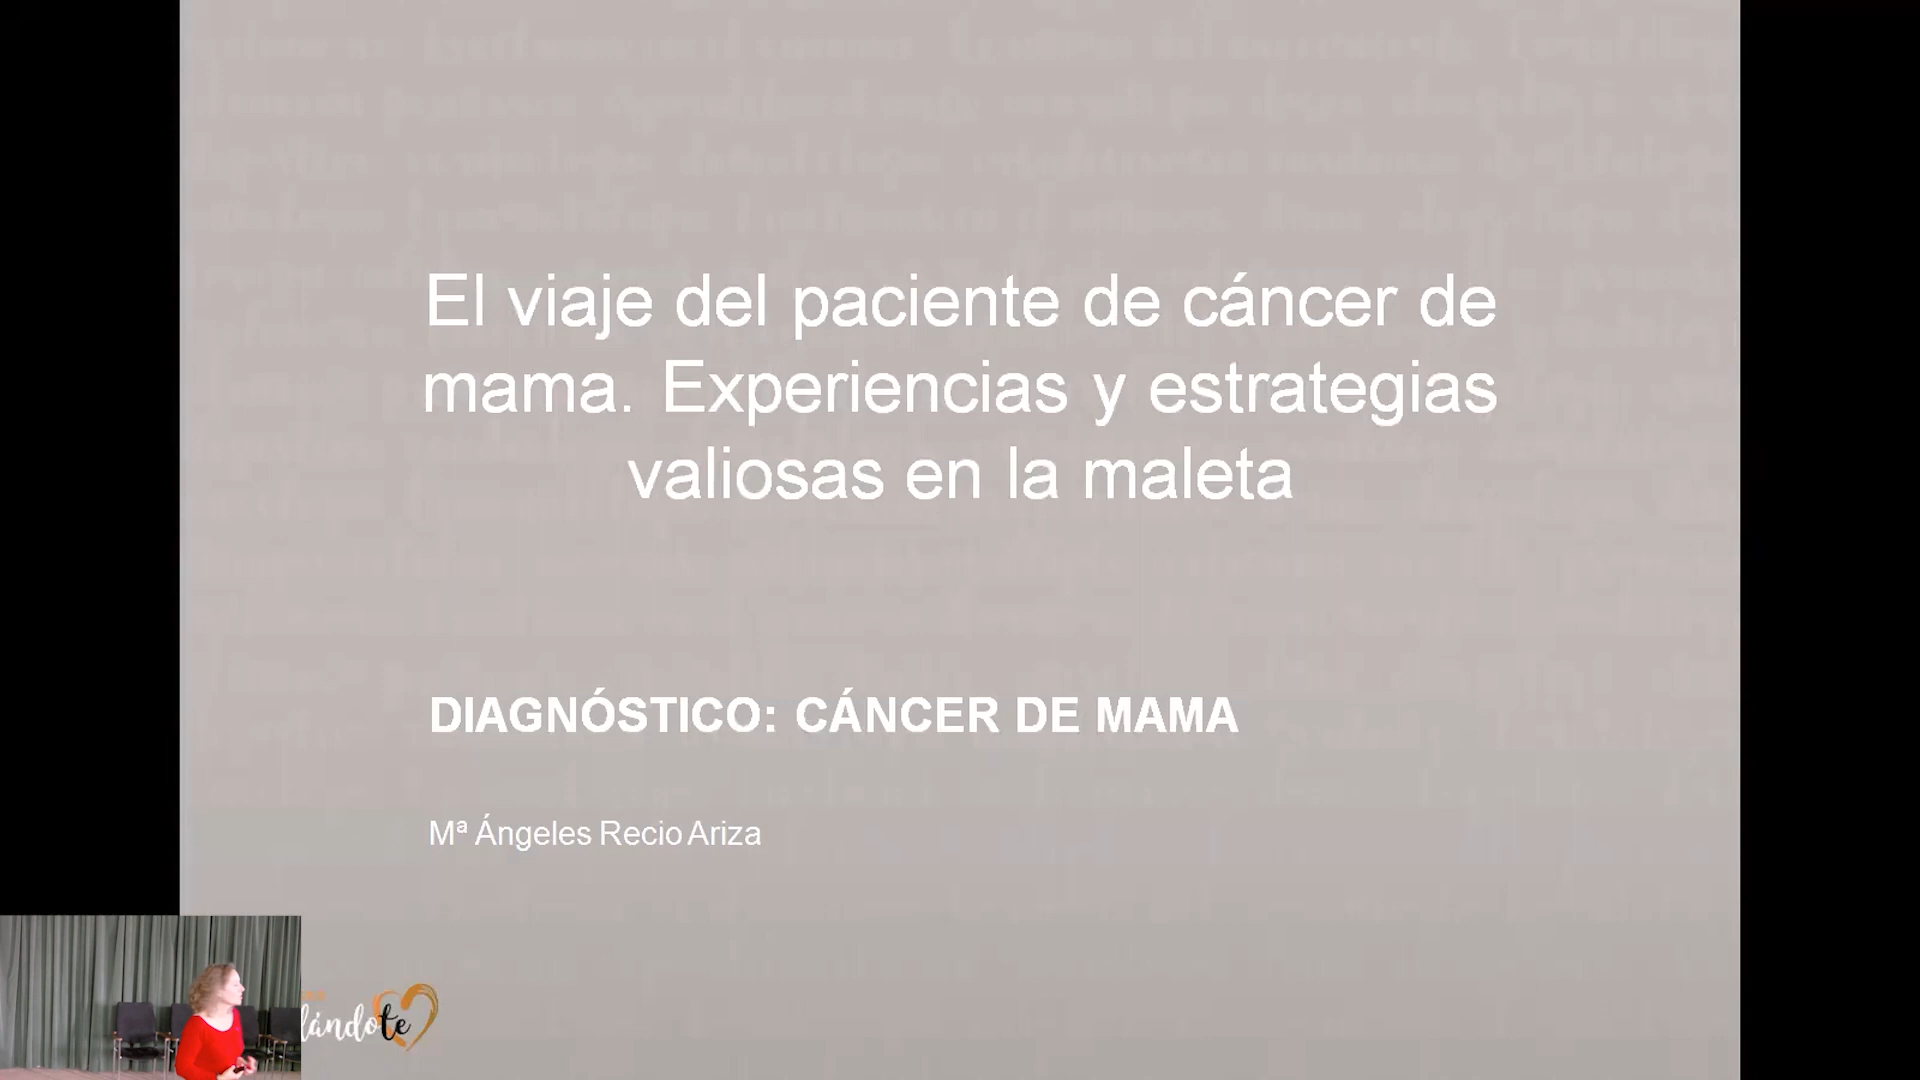 El viaje del paciente de cáncer de
mama. Experiencias y estrategias
valiosas en la maleta
DIAGNÓSTICO: CÁNCER DE MAMA
Mª Ángeles Recio Ariza
lándote